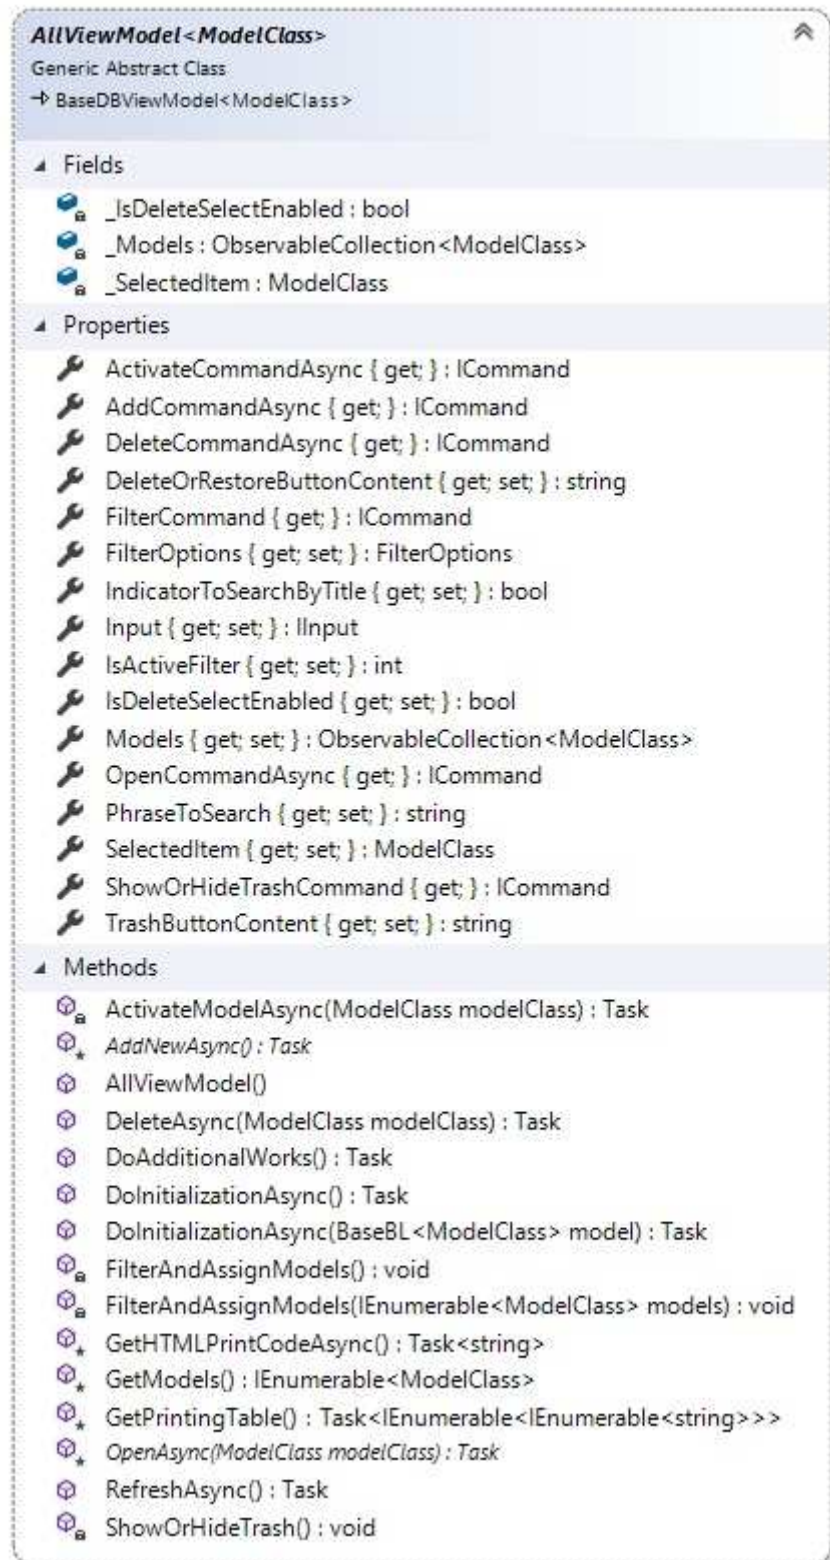 AllViewModel<ModelClass>
Generic Abstract Class
BaseDBViewModel<ModelClass>
Fields
_IsDeleteSelectEnabled : bool
_Models : ObservableCollection<ModelClass>
_SelectedItem : ModelClass
Properties
ActivateCommandAsync { get; } : ICommand
AddCommandAsync { get; } : ICommand
DeleteCommandAsync { get; } : ICommand
DeleteOrRestoreButtonContent { get; set; } : string
FilterCommand { get; } : ICommand
FilterOptions { get; set; } : FilterOptions
IndicatorToSearchByTitle { get; set; } : bool
Input { get; set; } : IInput
IsActiveFilter { get; set; } : int
IsDeleteSelectEnabled { get; set; } : bool
Models { get; set; } : ObservableCollection<ModelClass>
OpenCommandAsync { get; } : ICommand
PhraseToSearch { get; set; } : string
SelectedItem { get; set; } : ModelClass
ShowOrHideTrashCommand { get; } : ICommand
TrashButtonContent { get; set; } : string
Methods
ActivateModelAsync(ModelClass modelClass) : Task
AddNewAsync() : Task
AllViewModel()
DeleteAsync(ModelClass modelClass) : Task
DoAdditionalWorks() : Task
DoInitializationAsync() : Task
DoInitializationAsync(BaseBL<ModelClass> model) : Task
FilterAndAssignModels() : void
FilterAndAssignModels(IEnumerable<ModelClass> models) : void
GetHTMLPrintCodeAsync() : Task<string>
GetModels() : IEnumerable<ModelClass>
GetPrintingTable() : Task<IEnumerable<IEnumerable<string>>>
OpenAsync(ModelClass modelClass) : Task
RefreshAsync() : Task
ShowOrHideTrash() : void